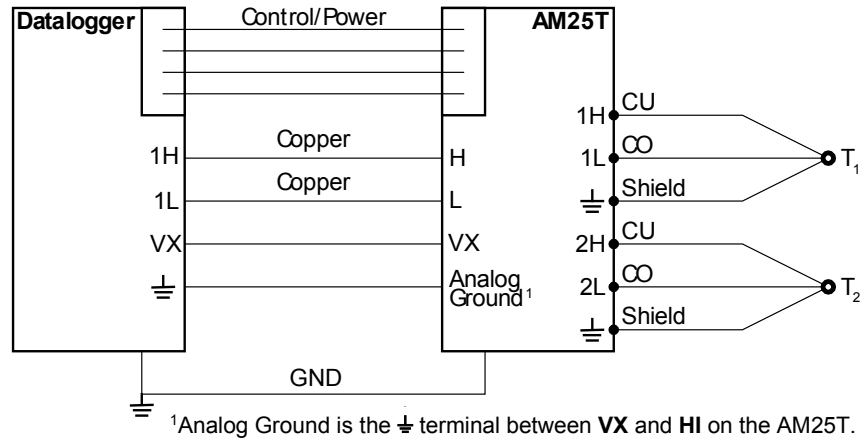 Datalogger Control/Power AM25T
1H CU
1H Copper H 1L CO T1
1L Copper L ⏚ Shield
VX VX 2H CU
⏚ Analog Ground¹ 2L CO T2
⏚ Shield
GND
¹Analog Ground is the ⏚ terminal between VX and HI on the AM25T.